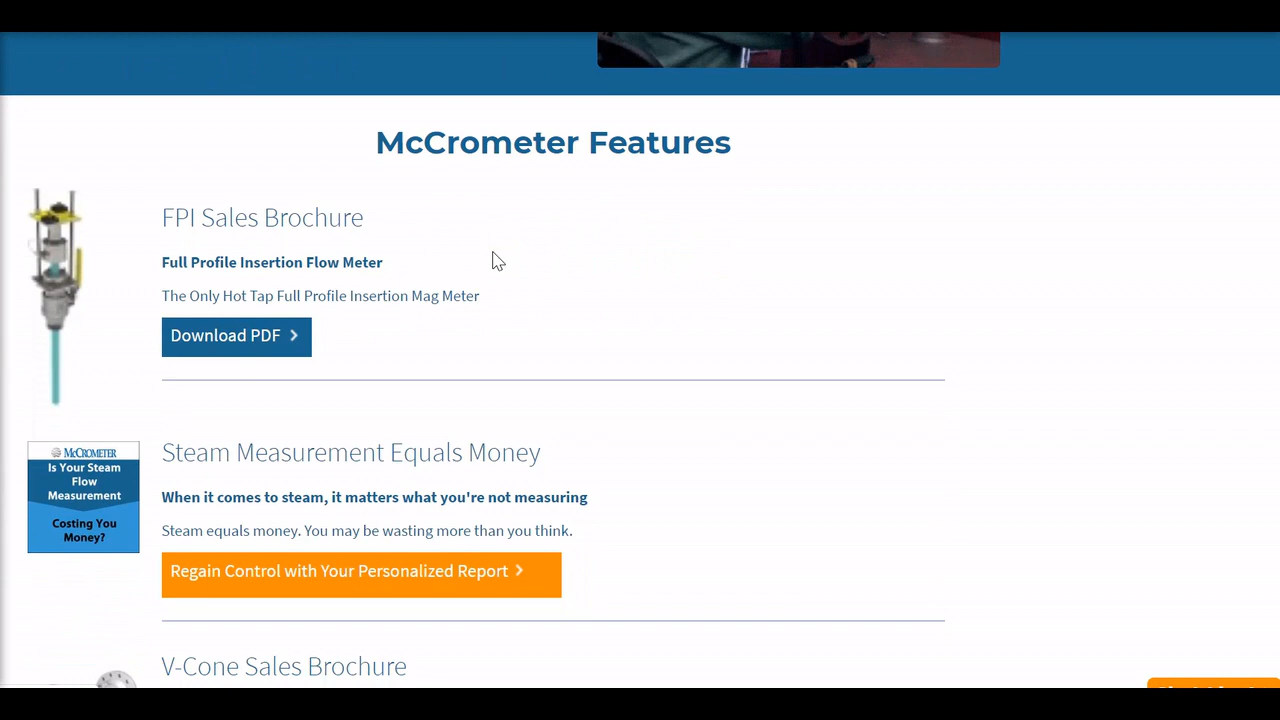 McCrometer Features
FPI Sales Brochure
Full Profile Insertion Flow Meter
The Only Hot Tap Full Profile Insertion Mag Meter
Download PDF
McCROMETER
Is Your Steam
Flow
Measurement
Costing You
Money?
Steam Measurement Equals Money
When it comes to steam, it matters what you're not measuring
Steam equals money. You may be wasting more than you think.
Regain Control with Your Personalized Report
V-Cone Sales Brochure